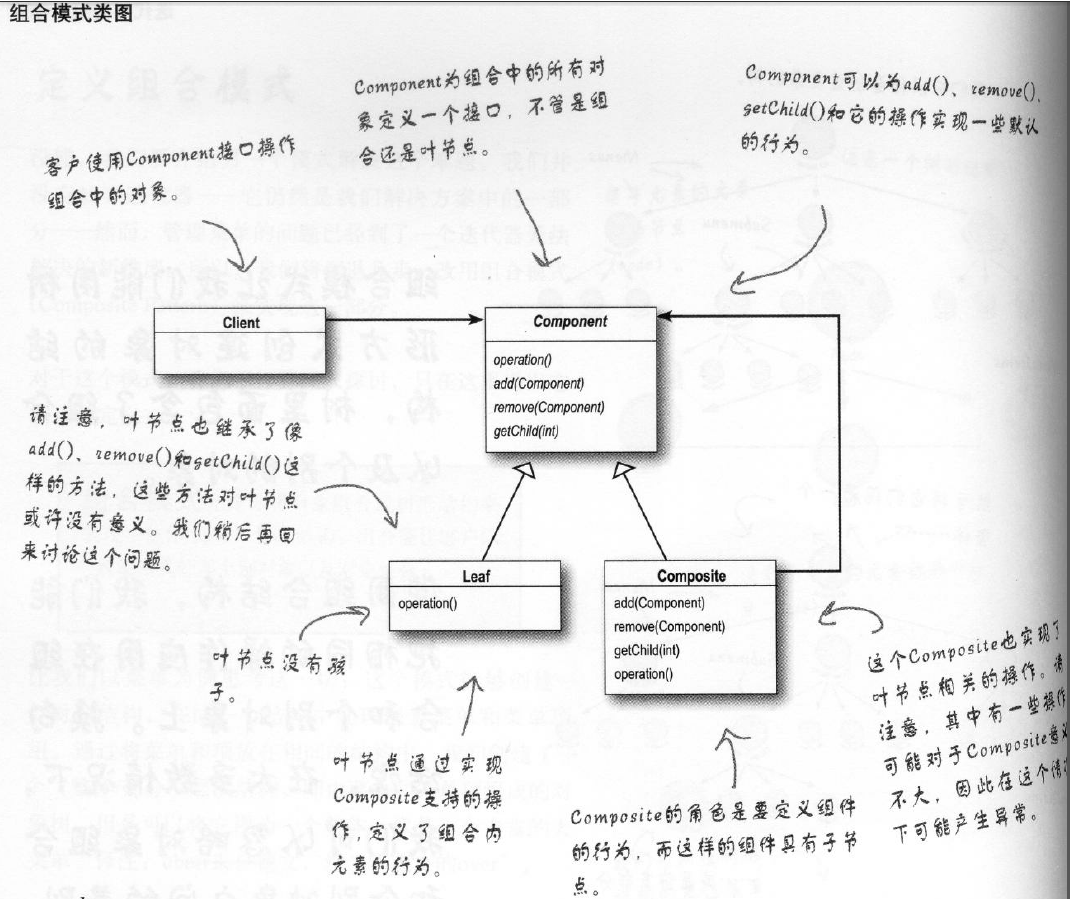 组合模式类图
Component为组合中的所有对
象定义一个接口，不管是组
合还是叶节点。
Component可以为add()、remove()、
getChild()和它的操作实现一些默认
的行为。
客户使用Component接口操作
组合中的对象。
Client
Component
operation()
add(Component)
remove(Component)
getChild(int)
请注意，叶节点也继承了像
add()、remove()和getChild()这
样的方法，这些方法对叶节点
或许没有意义。我们稍后再回
来讨论这个问题。
Leaf
operation()
Composite
add(Component)
remove(Component)
getChild(int)
operation()
叶节点没有孩
子。
这个Composite也实现了
叶节点相关的操作。请
注意，其中有一些操作
可能对于Composite意义
不大，因此在这个情况
下可能产生异常。
叶节点通过实现
Composite支持的操
作，定义了组合内
元素的行为。
Composite的角色是要定义组件
的行为，而这样的组件具有子节
点。